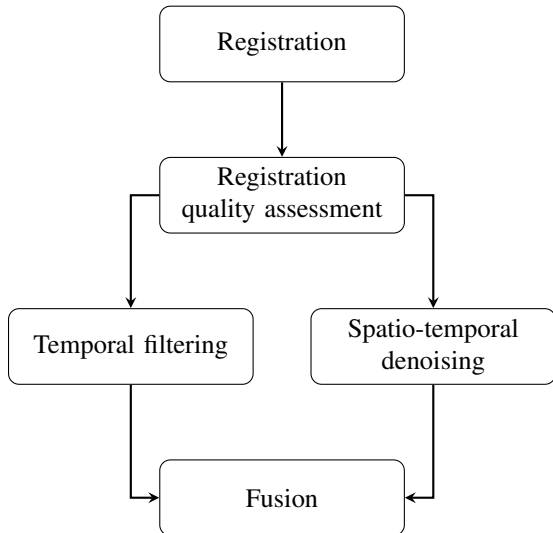 Registration
Registration
quality assessment
Temporal filtering
Spatio-temporal
denoising
Fusion